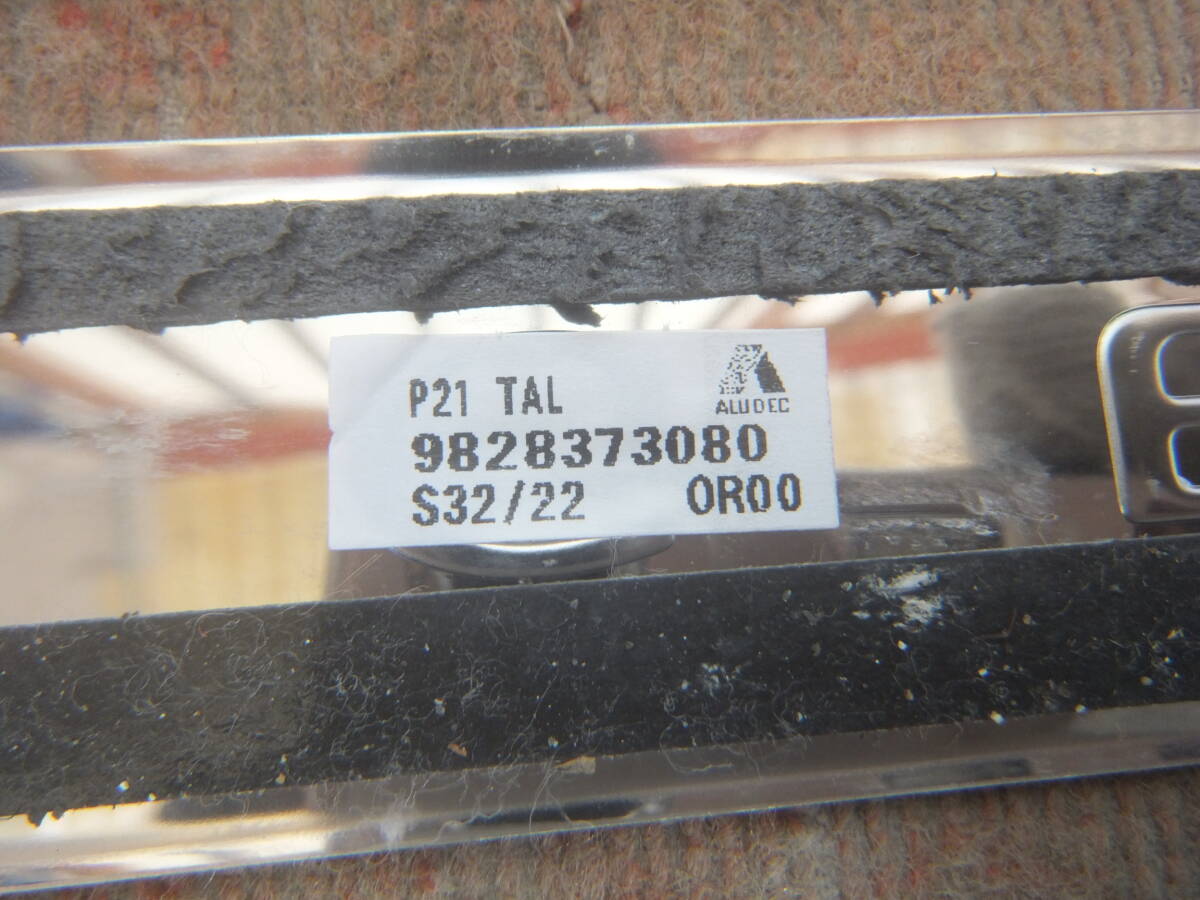 P21 TAL
ALUDEC
9828373080
S32/22 OR00